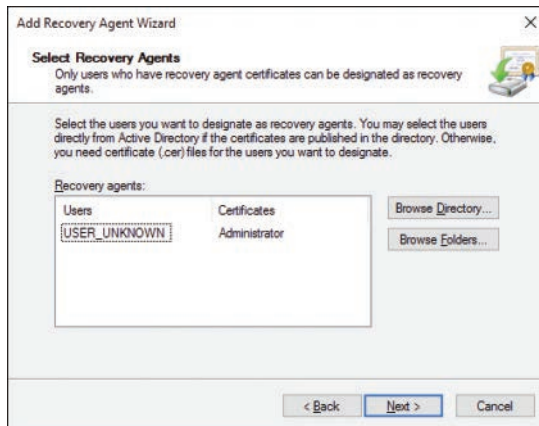 Add Recovery Agent Wizard
Select Recovery Agents
Only users who have recovery agent certificates can be designated as recovery
agents.
Select the users you want to designate as recovery agents. You may select the users
directly from Active Directory if the certificates are published in the directory. Otherwise,
you need certificate (.cer) files for the users you want to designate.
Recovery agents:
Users Certificates
USER_UNKNOWN Administrator
Browse Directory...
Browse Folders...
< Back Next > Cancel